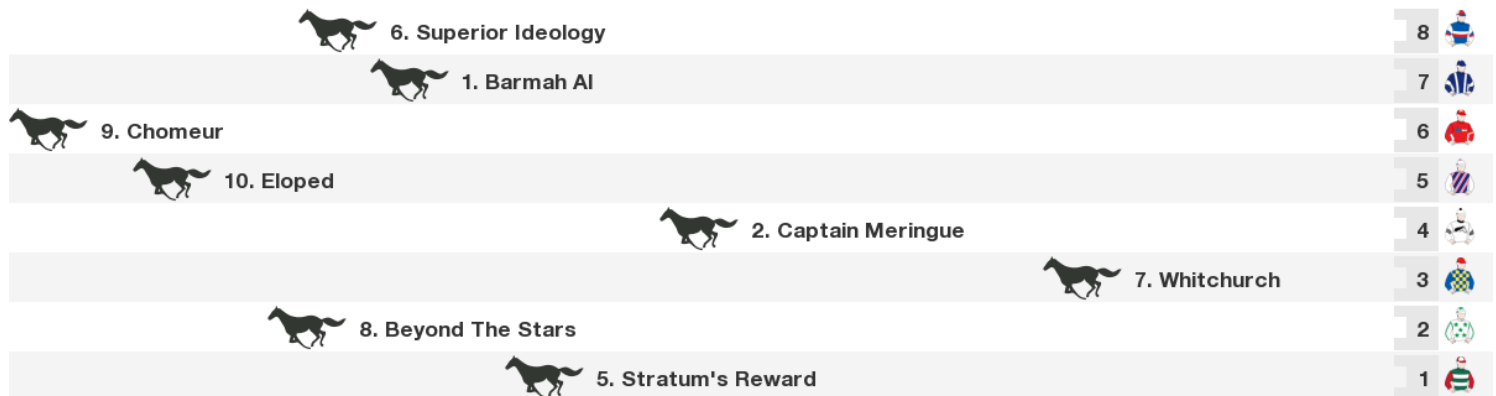 6. Superior Ideology 8
1. Barmah Al 7
9. Chomeur 6
10. Eloped 5
2. Captain Meringue 4
7. Whitchurch 3
8. Beyond The Stars 2
5. Stratum's Reward 1